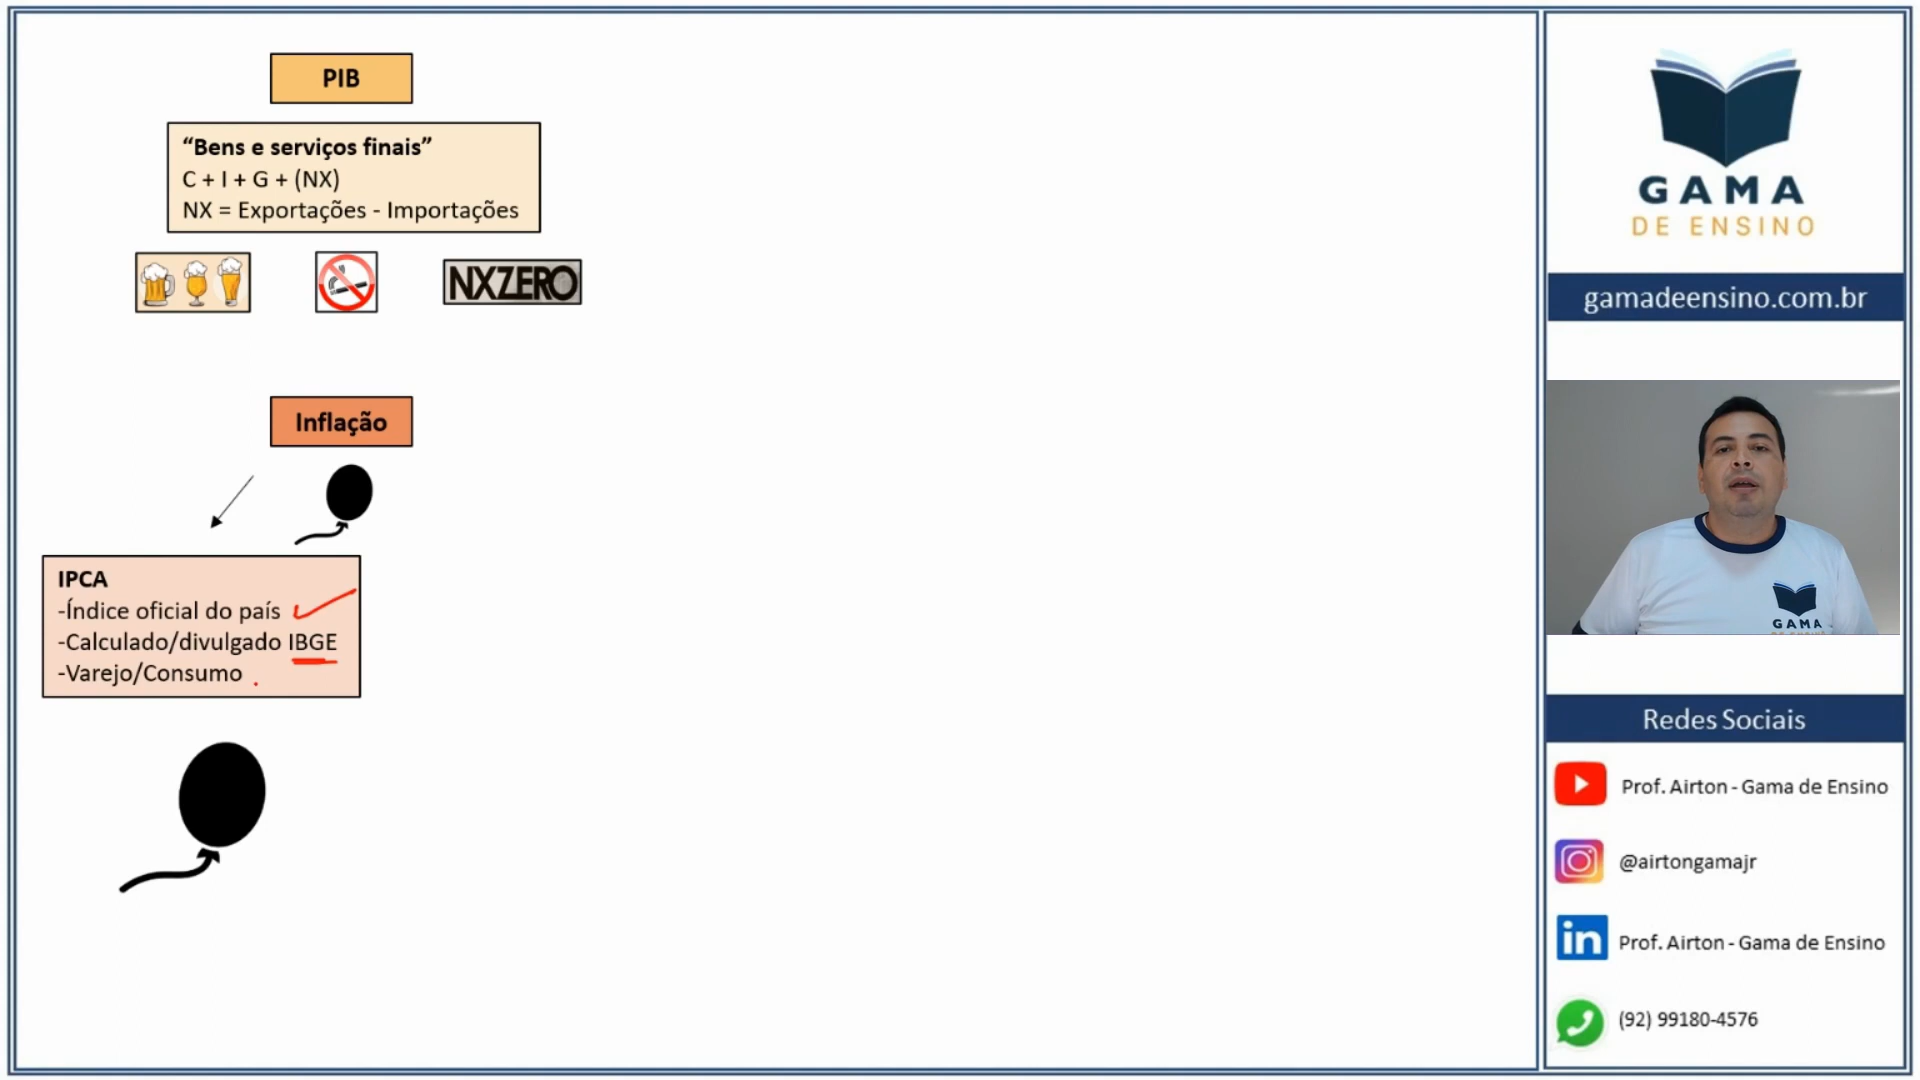 PIB
“Bens e serviços finais”
C + I + G + (NX)
NX = Exportações - Importações
NXZERO
Inflação
IPCA
-Índice oficial do país
-Calculado/divulgado IBGE
-Varejo/Consumo
GAMA
DE ENSINO
gamadeensino.com.br
GAMA
Redes Sociais
Prof. Airton - Gama de Ensino
@airtongamajr
in
Prof. Airton - Gama de Ensino
(92) 99180-4576